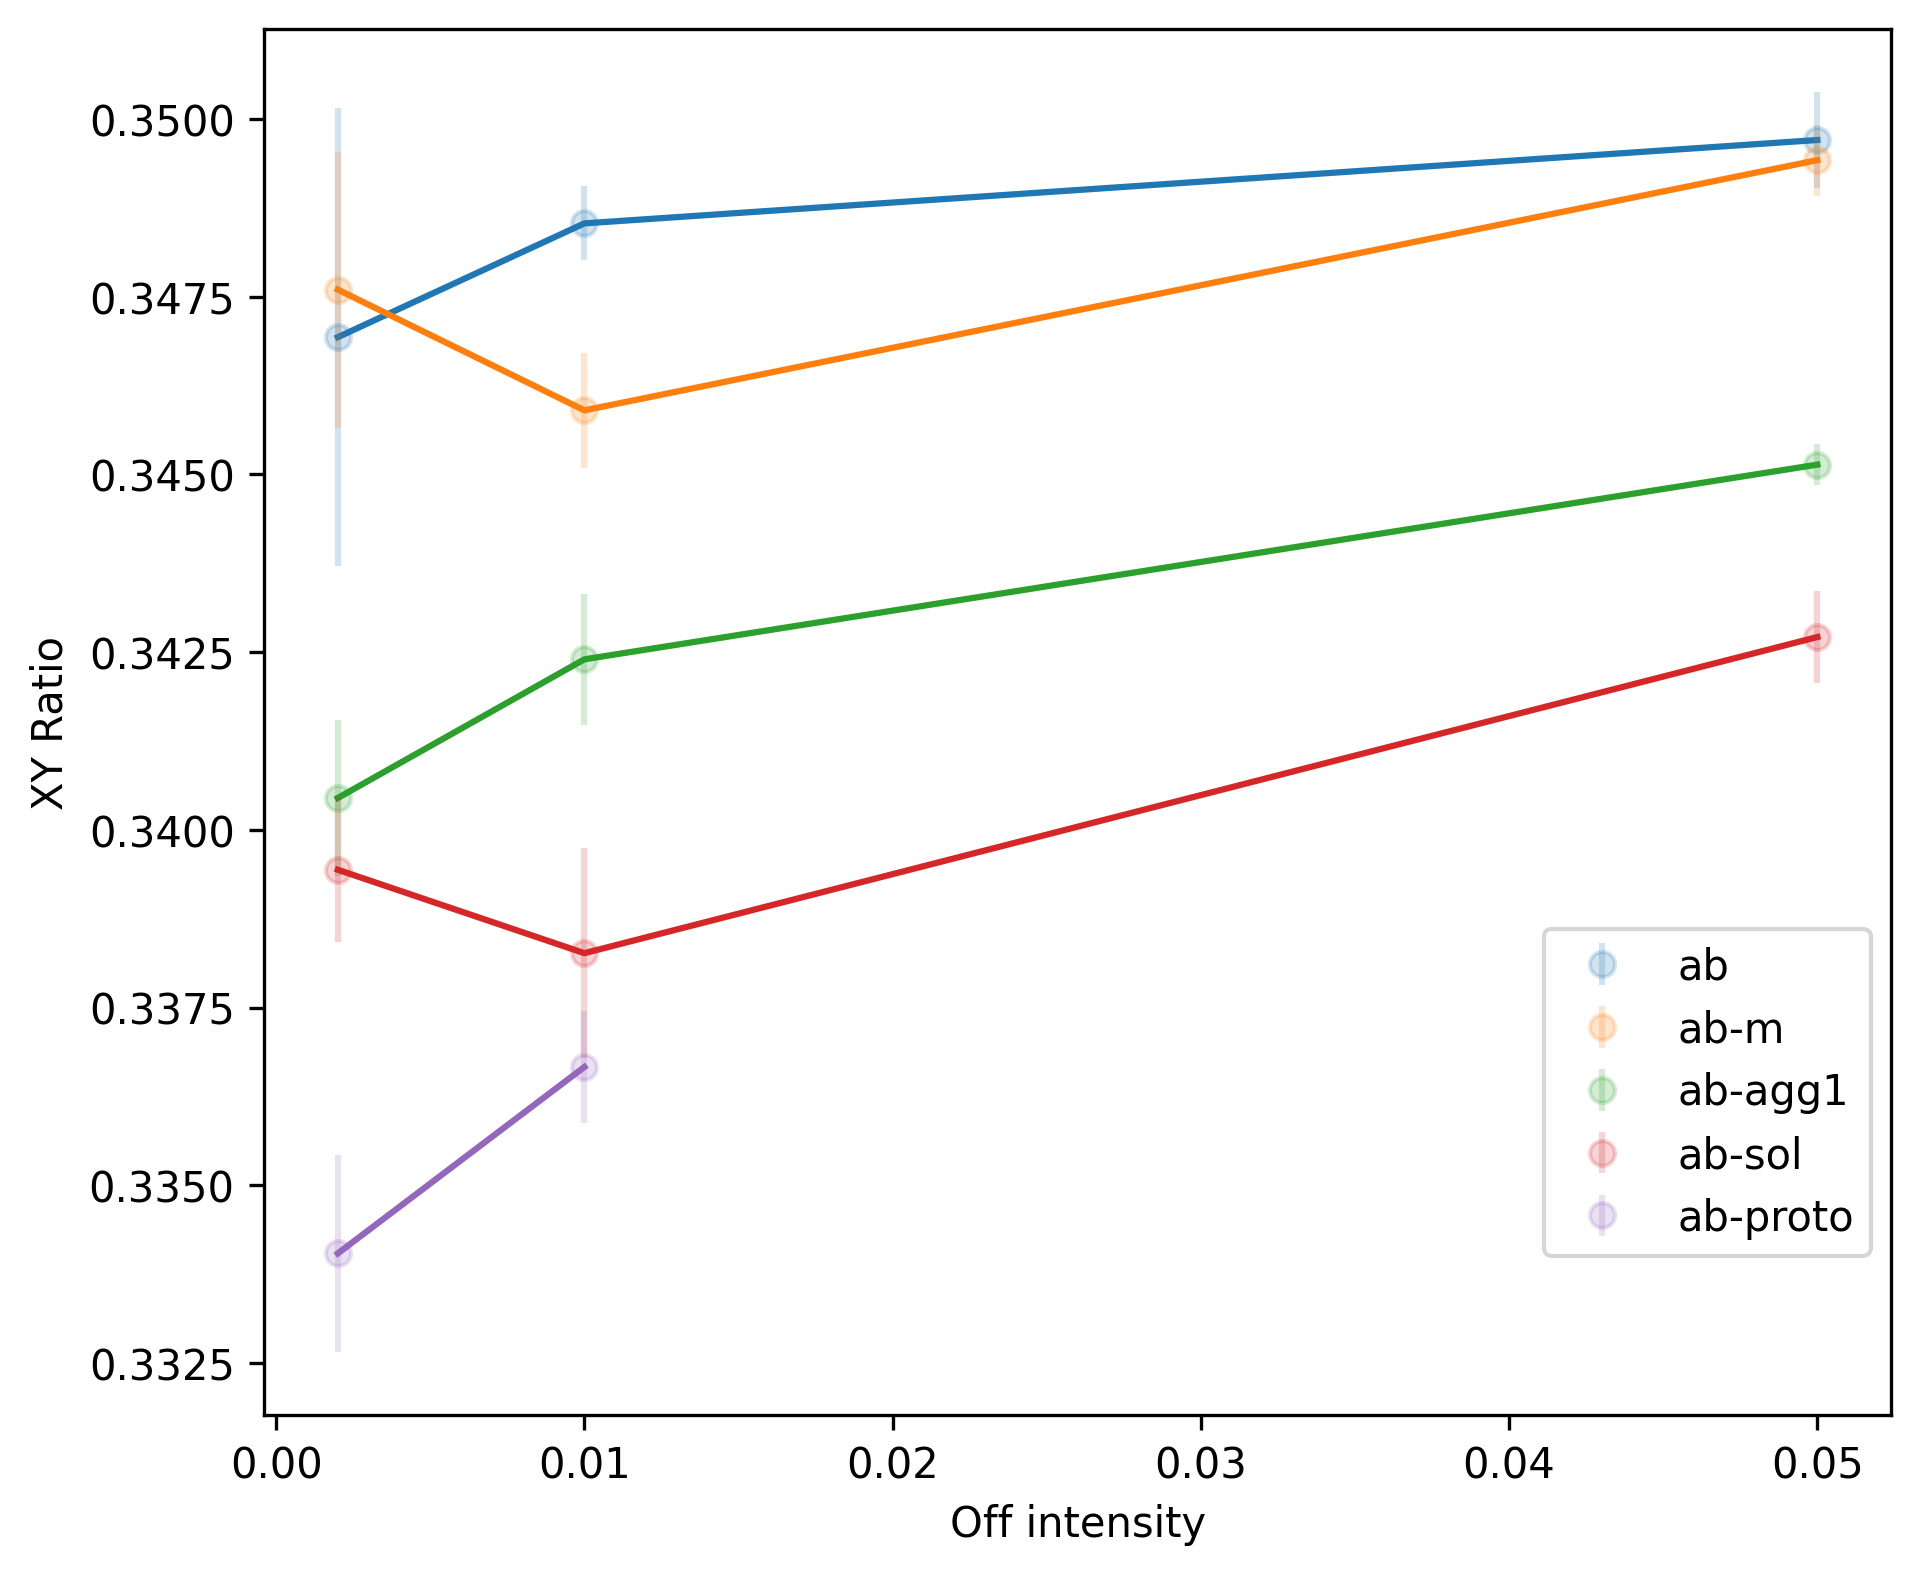 0.3500
0.3475
0.3450
0.3425
0.3400
0.3375
0.3350
0.3325
XY Ratio
ab
ab-m
ab-agg1
ab-sol
ab-proto
0.00 0.01 0.02 0.03 0.04 0.05
Off intensity